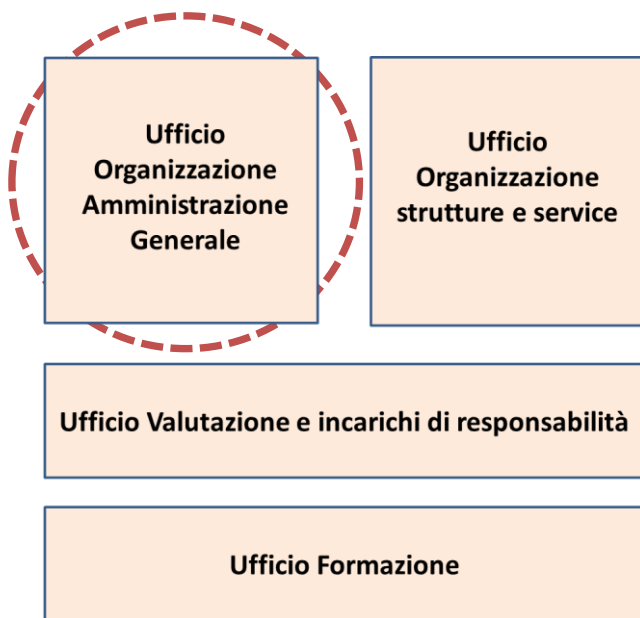 Ufficio
Organizzazione
Amministrazione
Generale
Ufficio
Organizzazione
strutture e service
Ufficio Valutazione e incarichi di responsabilità
Ufficio Formazione